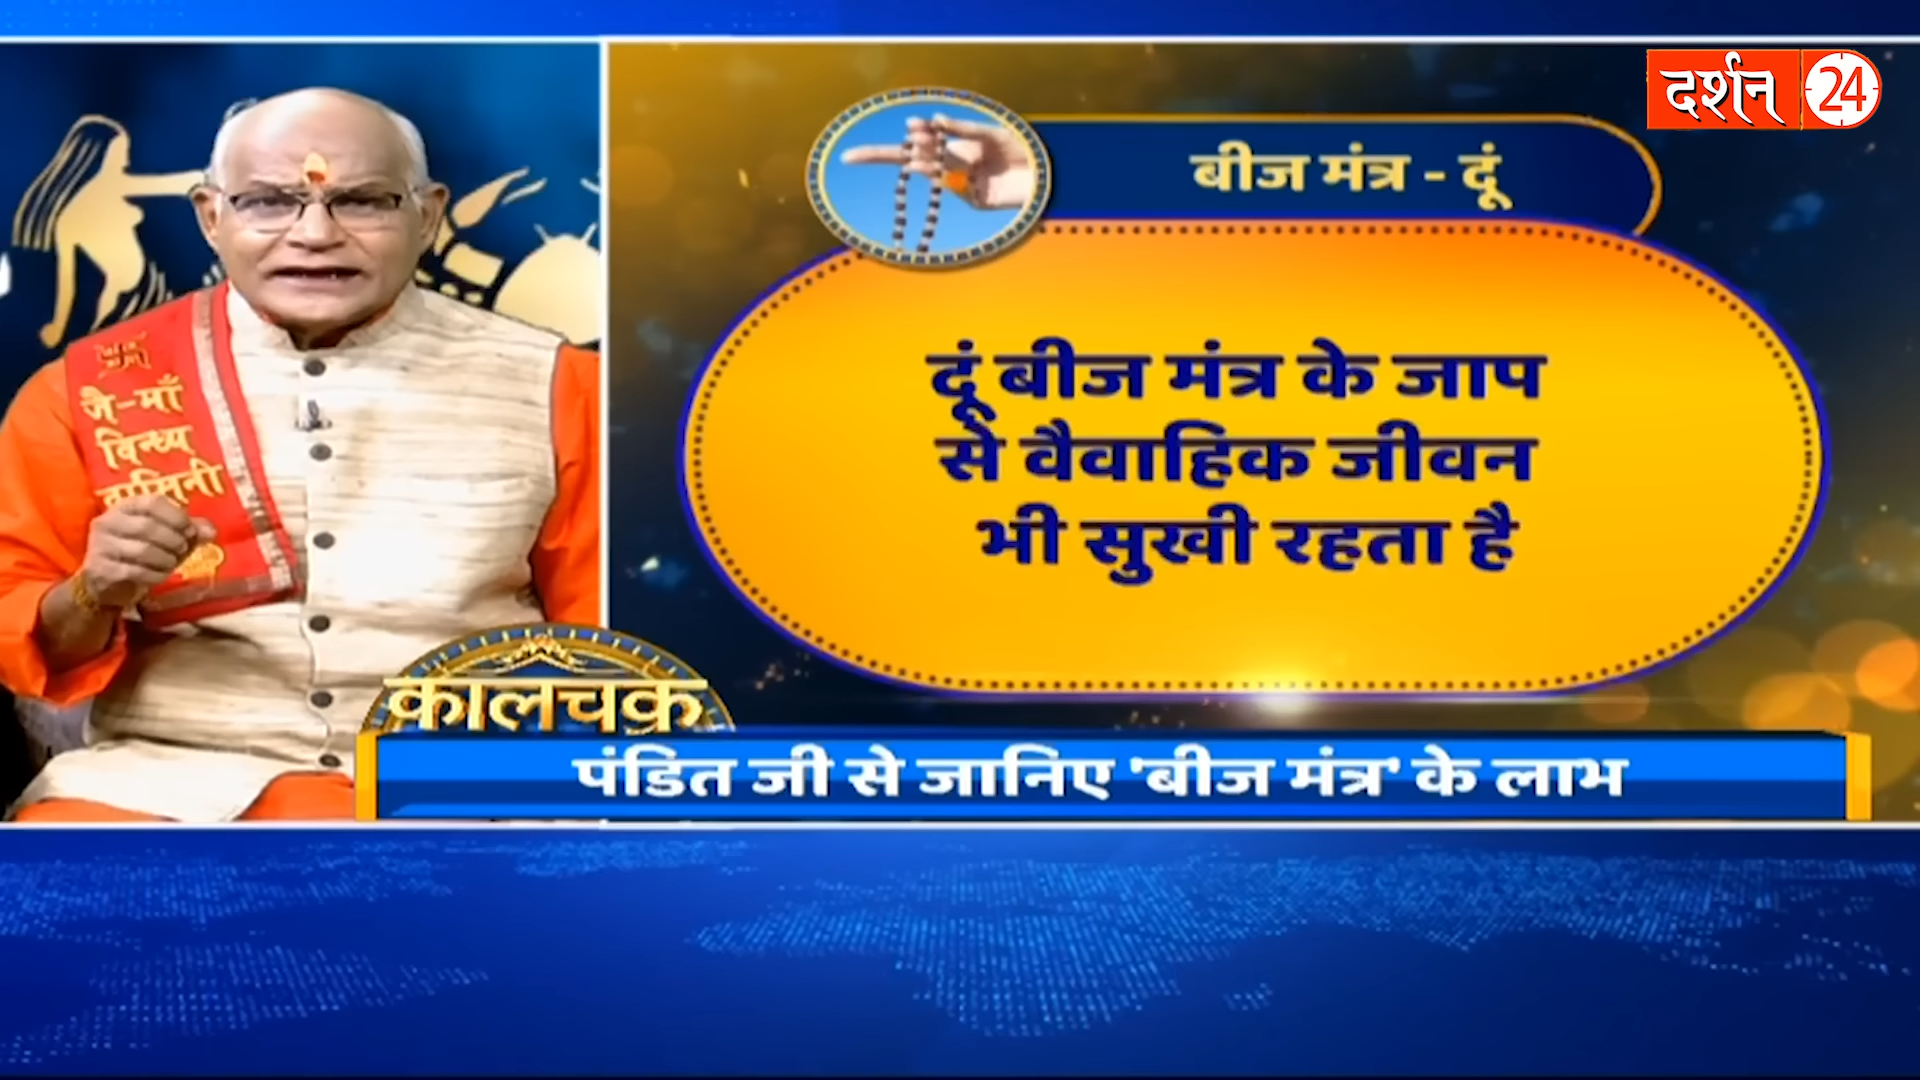 दर्शन 24
बीज मंत्र - दूं
दूं बीज मंत्र के जाप
से वैवाहिक जीवन
भी सुखी रहता है
जै-माँ
विन्ध्य
वासिनी
कालचक्र
पंडित जी से जानिए 'बीज मंत्र' के लाभ